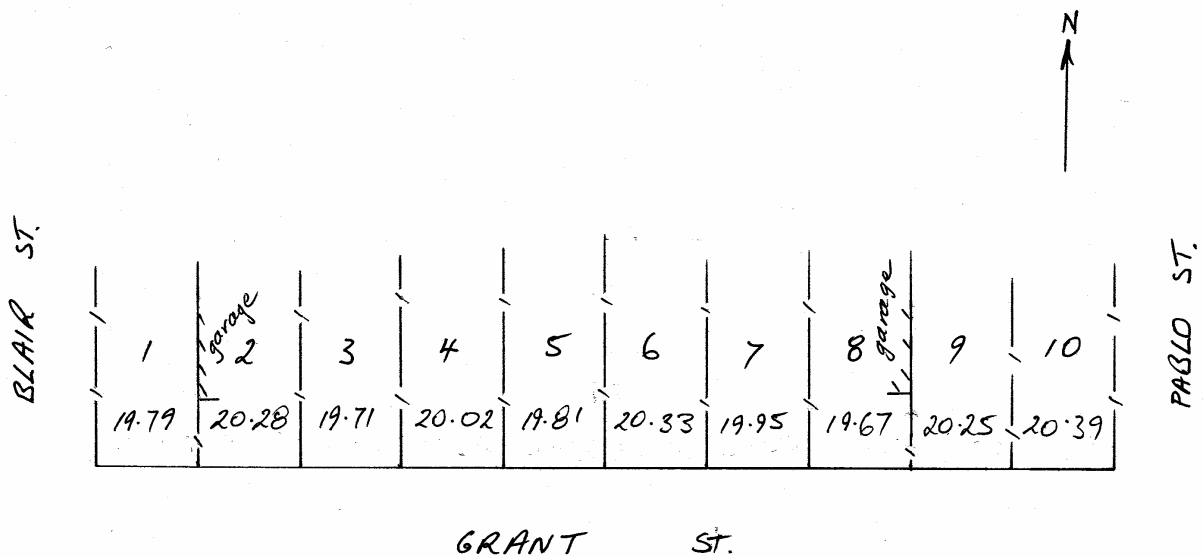 N
BLAIR ST.
PABLO ST.
garage
garage
1 2 3 4 5 6 7 8 9 10
19.79 20.28 19.71 20.02 19.81 20.33 19.95 19.67 20.25 20.39
GRANT ST.